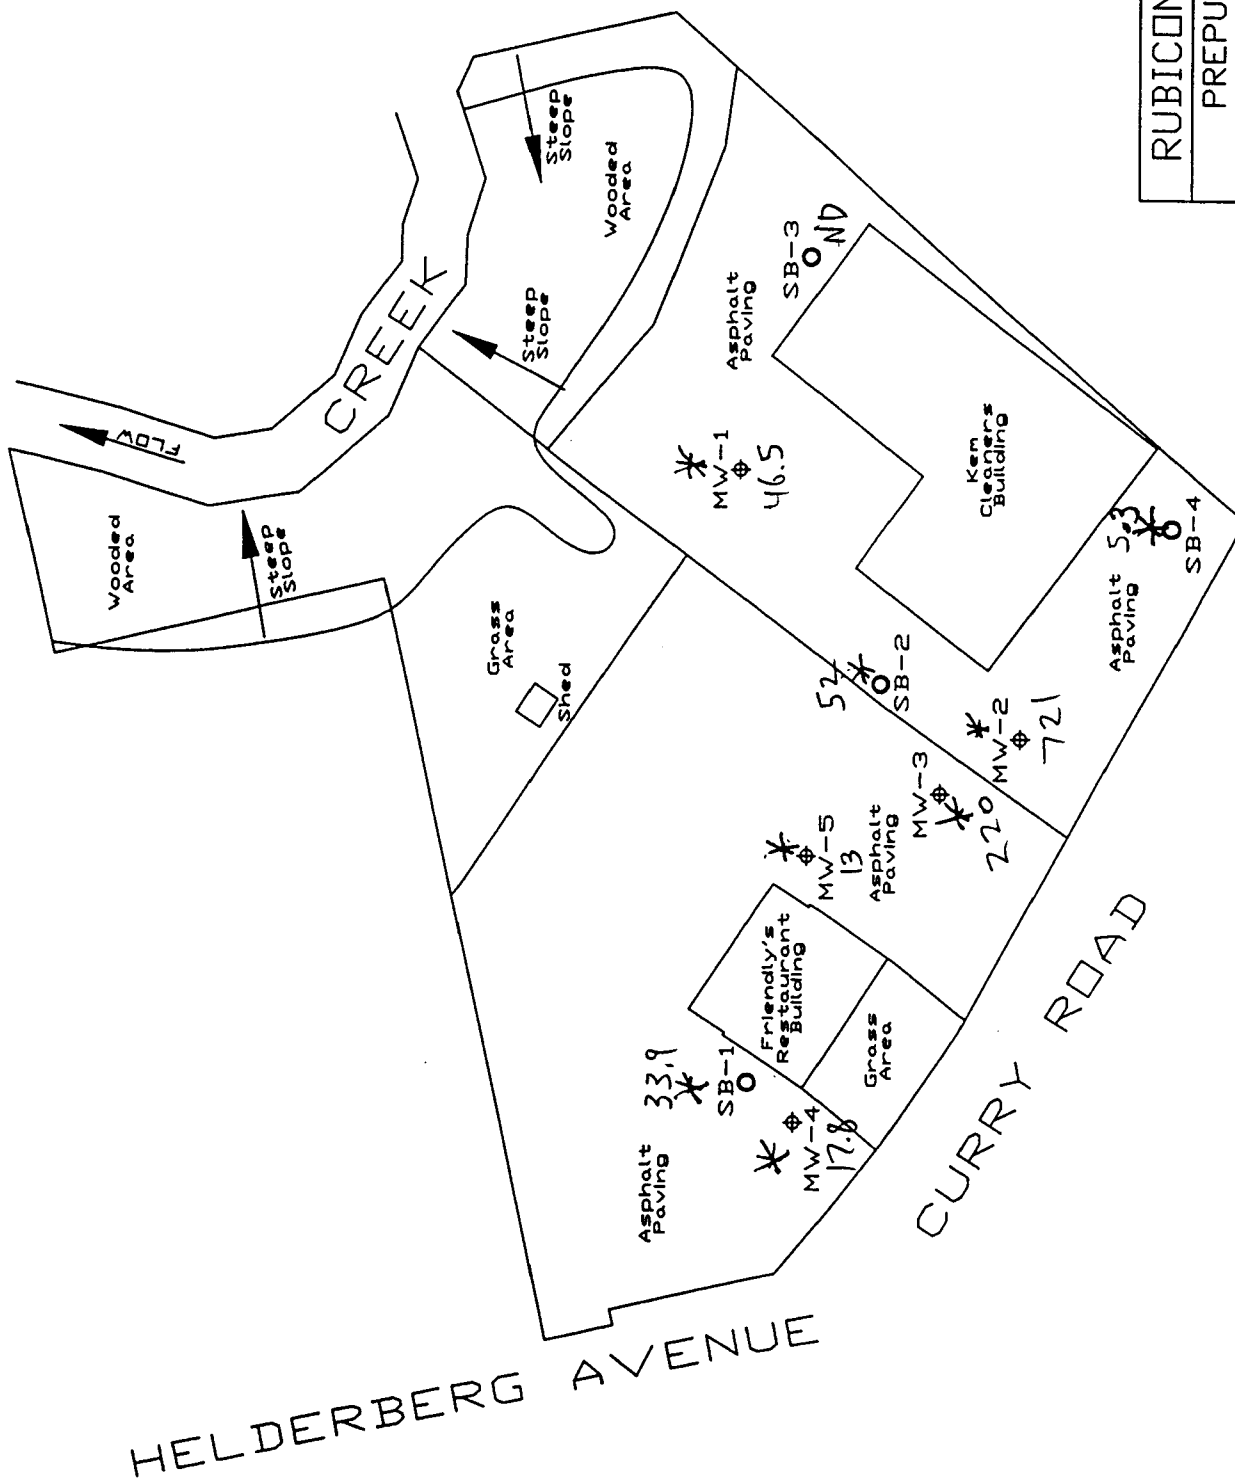 HELDERBERG AVENUE
CURRY ROAD
CREEK
FLOW
Wooded
Area
Steep
Slope
Steep
Slope
Steep
Slope
Wooded
Area
Grass
Area
Shed
Asphalt
Paving
33.9
SB-1
MW-4
17.8
Friendly's
Restaurant
Building
Grass
Area
MW-5
13
Asphalt
Paving
MW-3
220
52
SB-2
MW-2
721
MW-1
46.5
Asphalt
Paving
SB-3
ND
Kem
Cleaners
Building
5.3
SB-4
Asphalt
Paving
RUBICON
PREPU